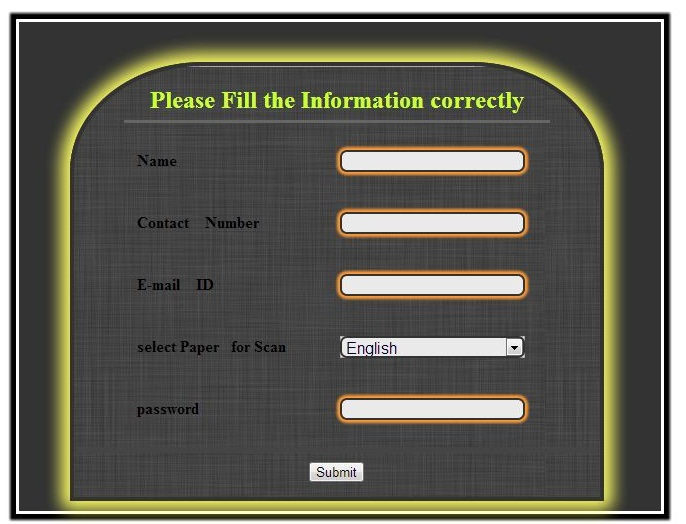 Please Fill the Information correctly
Name
Contact Number
E-mail ID
select Paper for Scan English
password
Submit